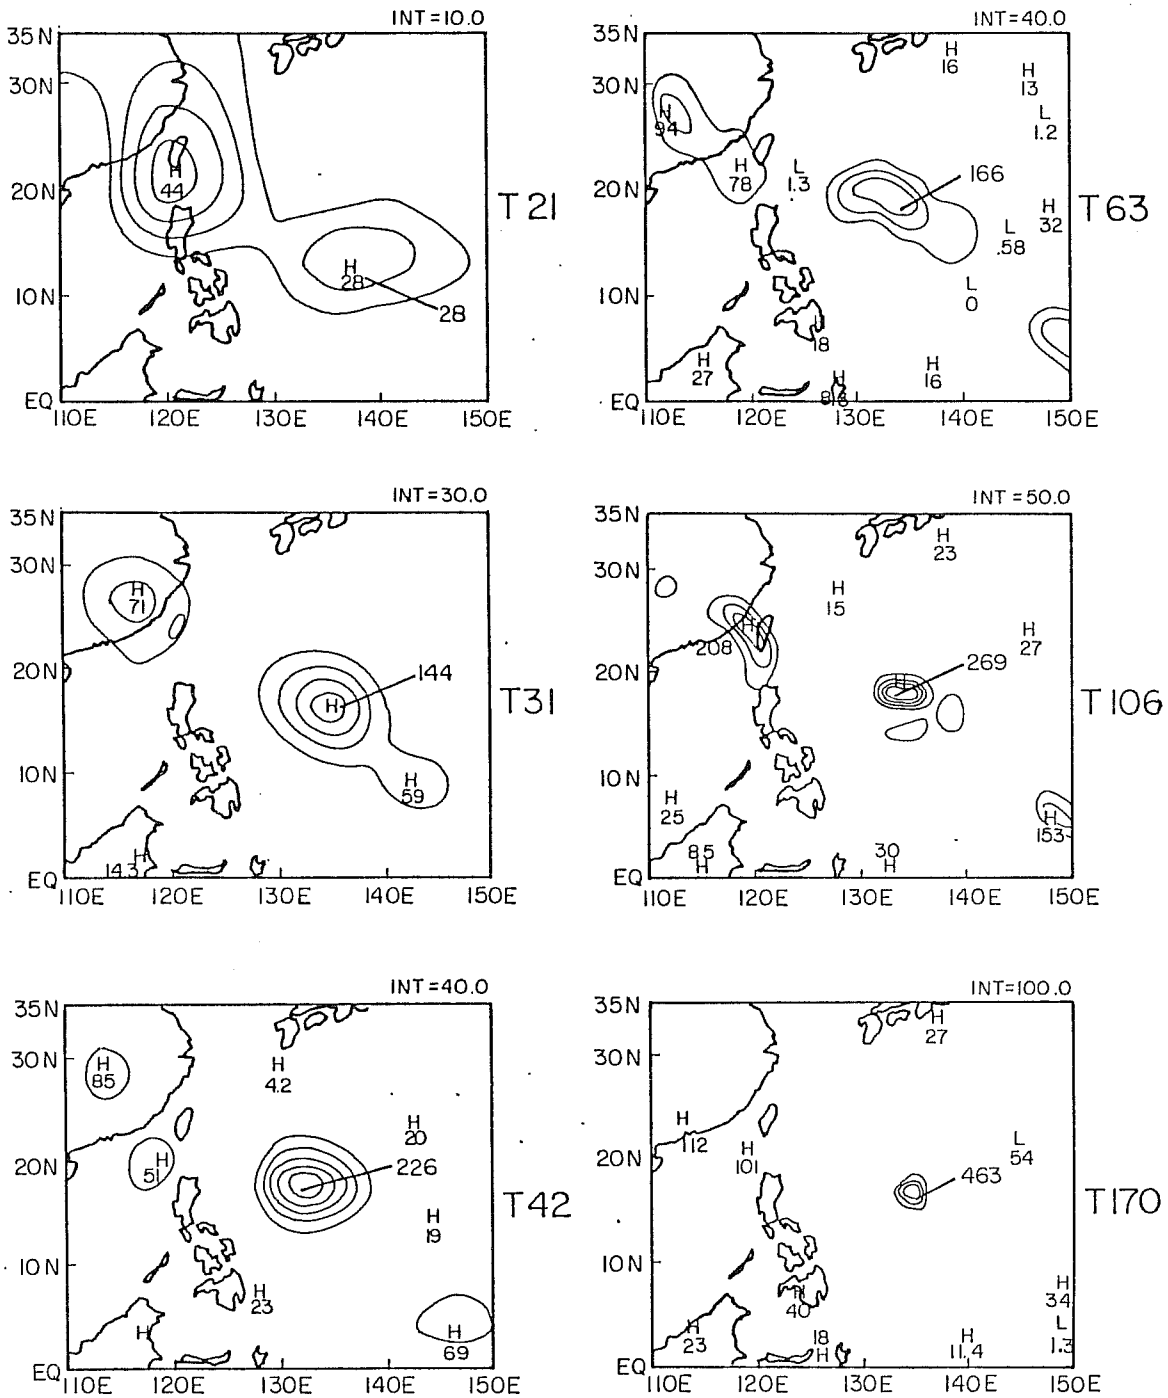 INT=10.0
35N
30N
20N
10N
EQ
110E 120E 130E 140E 150E
H
44
H
28
28
T21
INT=40.0
35N
30N
20N
10N
EQ
110E 120E 130E 140E 150E
H
16
H
13
L
1.2
H
94
H
78
L
1.3
166
H
32
L
.58
L
0
18
H
27
H
H
16
T63
INT=30.0
35N
30N
20N
10N
EQ
110E 120E 130E 140E 150E
H
71
144
H
H
59
H
14.3
T31
INT=50.0
35N
30N
20N
10N
EQ
110E 120E 130E 140E 150E
H
23
H
15
H
208
H
27
269
H
H
25
H
153
8.5
H
30
H
T106
INT=40.0
35N
30N
20N
10N
EQ
110E 120E 130E 140E 150E
H
85
H
4.2
H
20
H
51
226
H
19
H
23
H
H
69
T42
INT=100.0
35N
30N
20N
10N
EQ
110E 120E 130E 140E 150E
H
27
H
112
H
101
L
54
463
H
40
H
34
H
23
18
H
H
11.4
L
1.3
T170